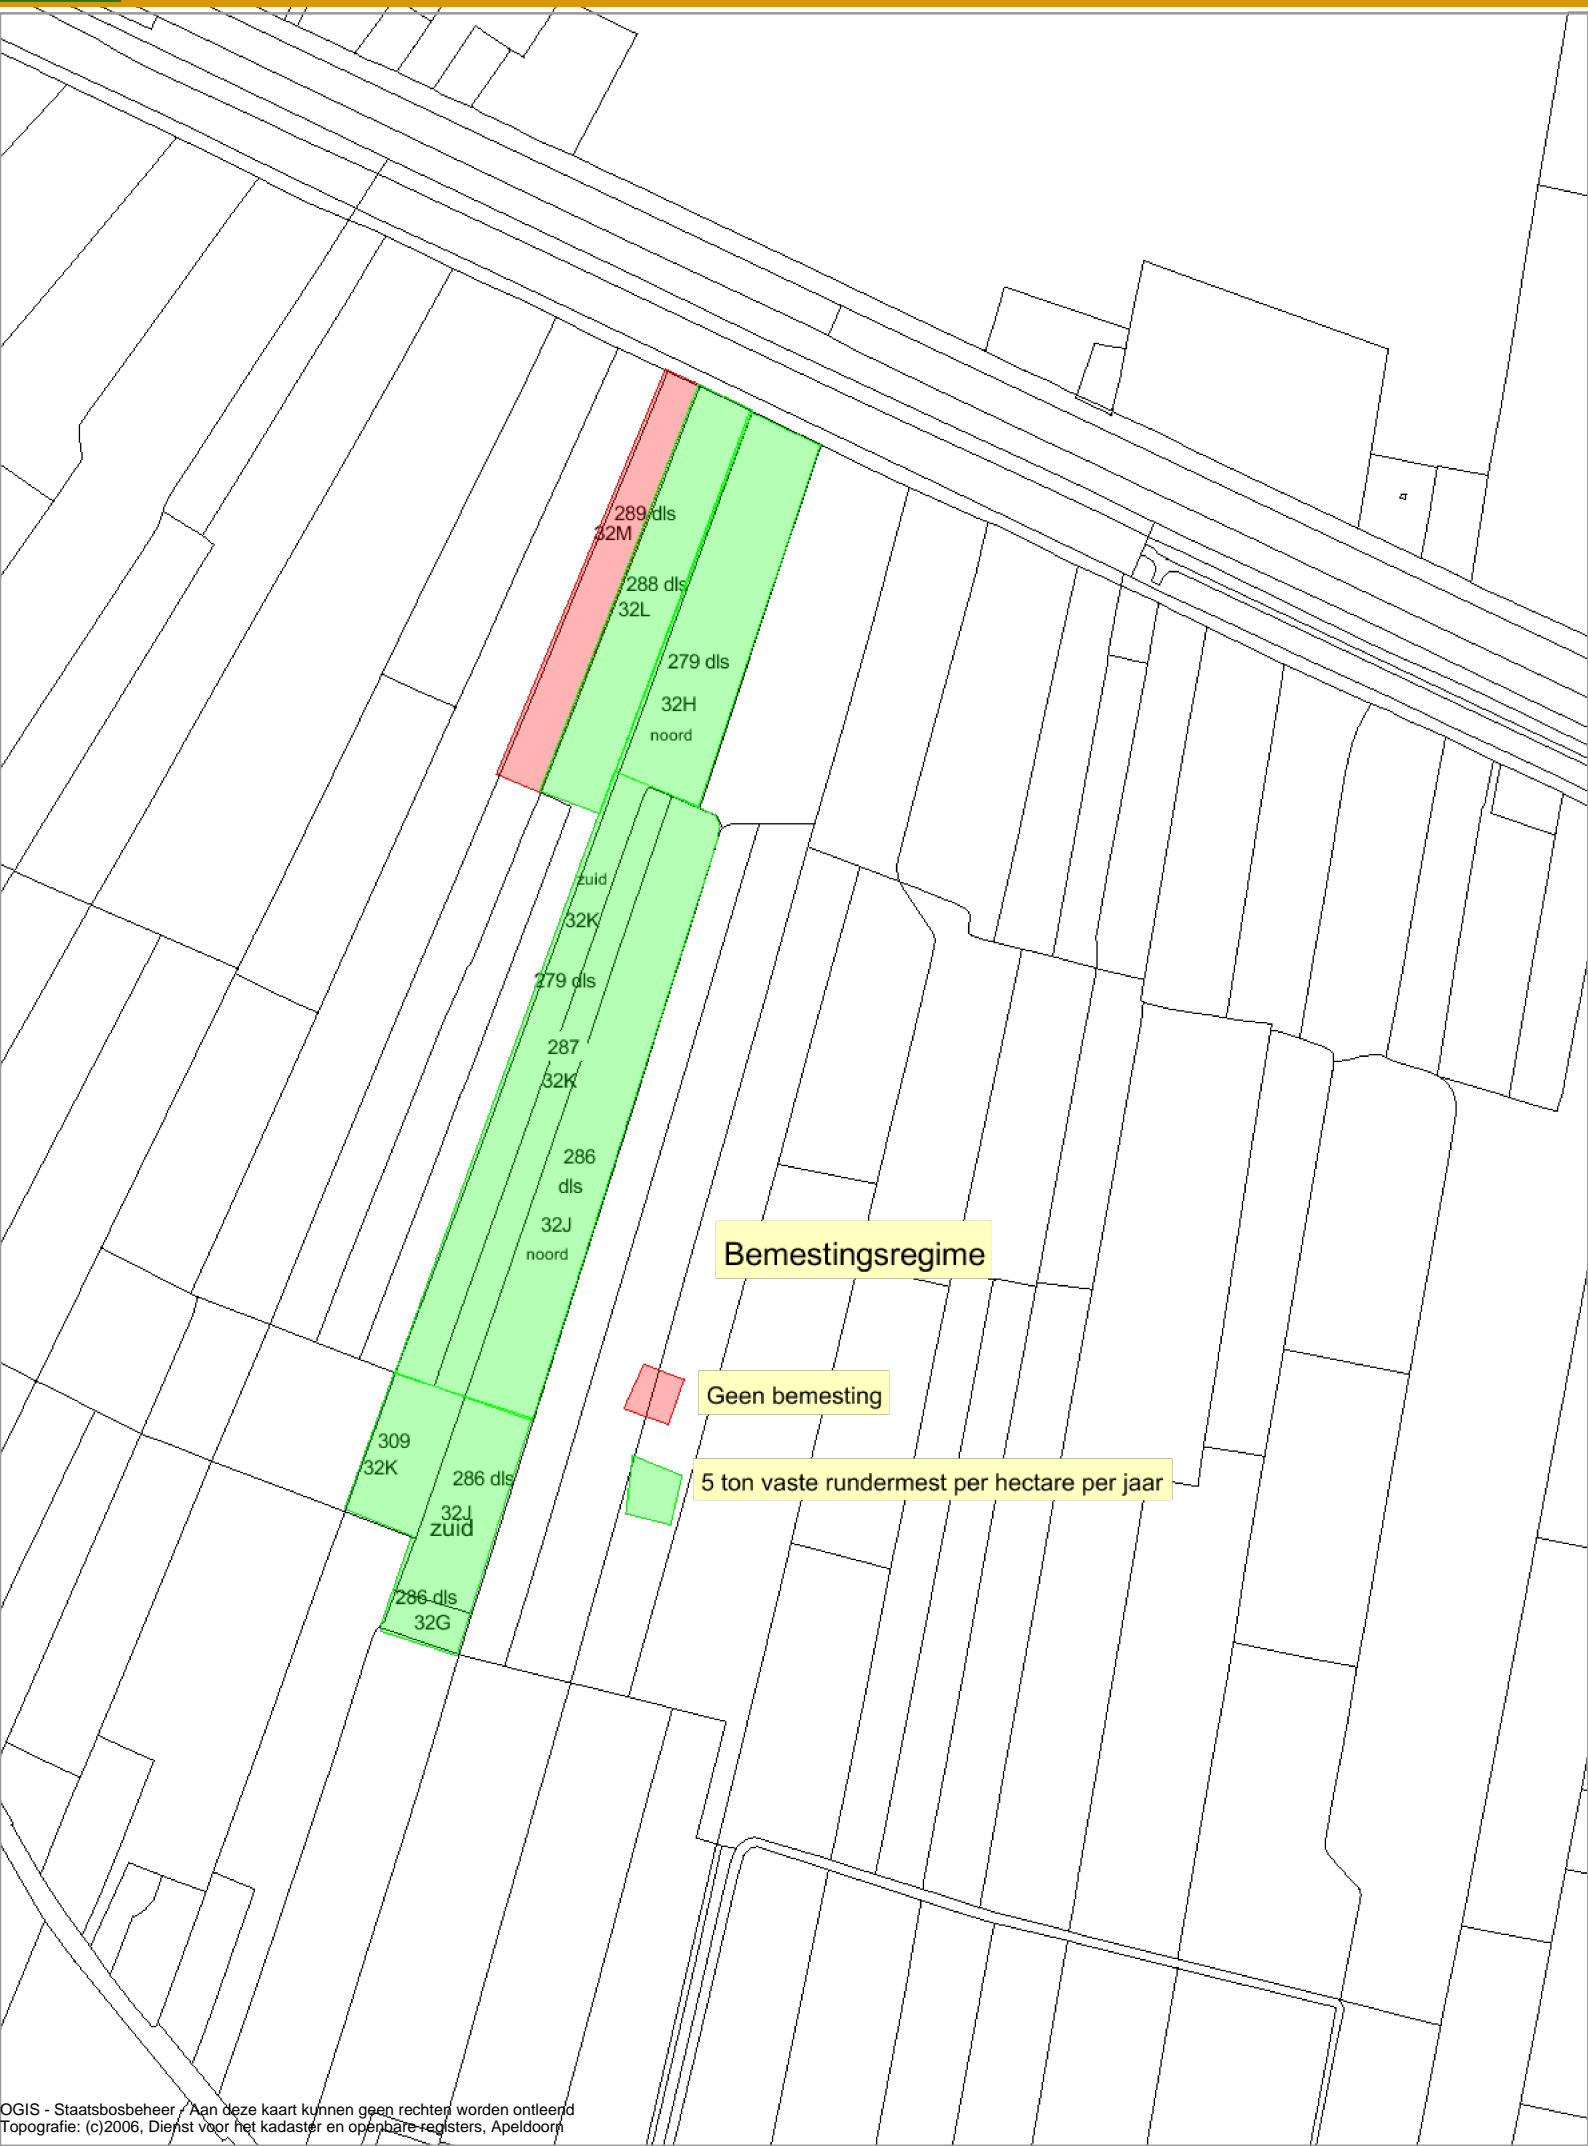 289 dls
32M
288 dls
32L
279 dls
32H
noord
zuid
32K
279 dls
287
32K
286
dls
32J
noord
Bemestingsregime
Geen bemesting
309
32K
286 dls
5 ton vaste rundermest per hectare per jaar
32J
zuid
286 dls
32G
OGIS - Staatsbosbeheer - Aan deze kaart kunnen geen rechten worden ontleend
Topografie: (c)2006, Dienst voor het kadaster en openbare registers, Apeldoorn